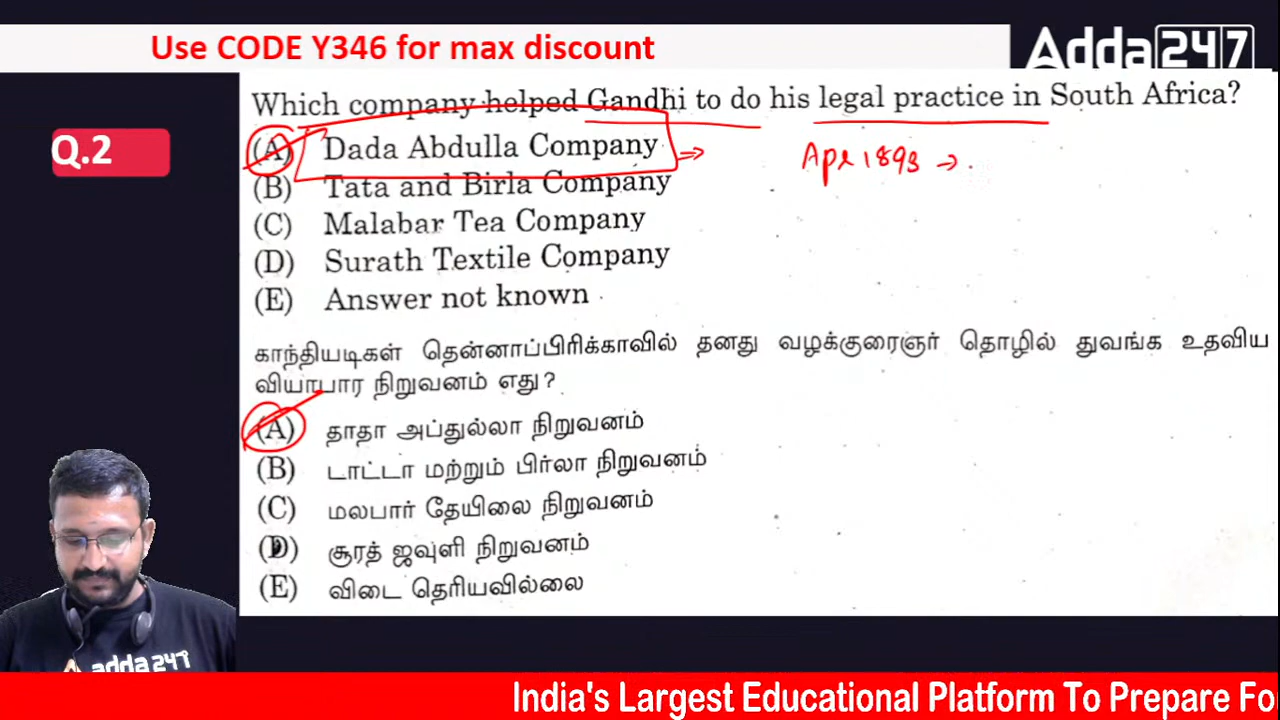 Use CODE Y346 for max discount
Adda247
Which company helped Gandhi to do his legal practice in South Africa?
Q.2
(A) Dada Abdulla Company
Apr 1893 →
(B) Tata and Birla Company
(C) Malabar Tea Company
(D) Surath Textile Company
(E) Answer not known
காந்தியடிகள் தென்னாப்பிரிக்காவில் தனது வழக்குரைஞர் தொழில் துவங்க உதவிய
வியாபார நிறுவனம் எது?
(A) தாதா அப்துல்லா நிறுவனம்
(B) டாட்டா மற்றும் பிர்லா நிறுவனம்
(C) மலபார் தேயிலை நிறுவனம்
(D) சூரத் ஜவுளி நிறுவனம்
(E) விடை தெரியவில்லை
adda247
India's Largest Educational Platform To Prepare Fo